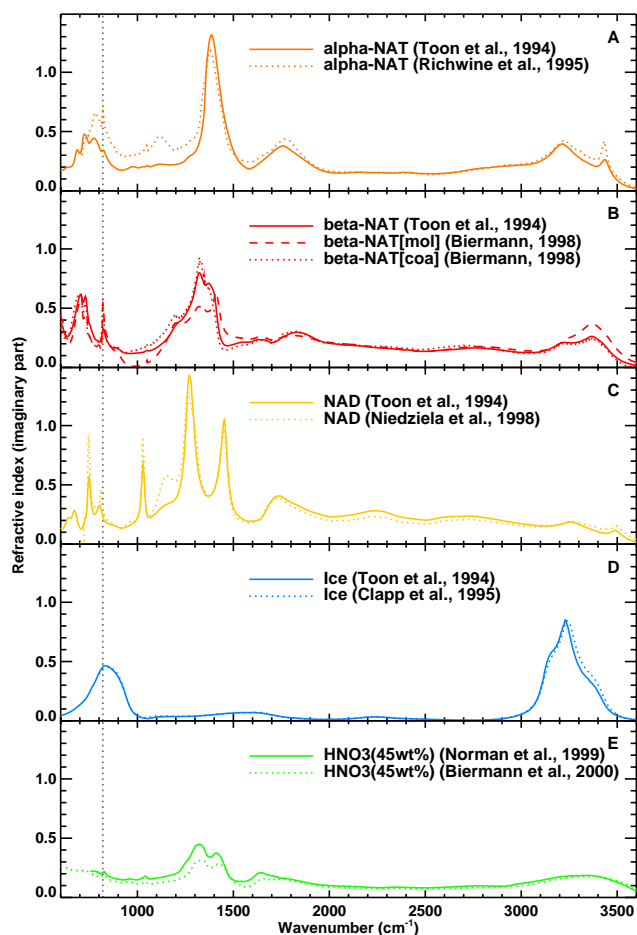 A
alpha-NAT (Toon et al., 1994)
alpha-NAT (Richwine et al., 1995)
1.0
0.5
0.0
B
beta-NAT (Toon et al., 1994)
beta-NAT[mol] (Biermann, 1998)
beta-NAT[coa] (Biermann, 1998)
1.0
0.5
0.0
C
NAD (Toon et al., 1994)
NAD (Niedziela et al., 1998)
1.0
0.5
0.0
D
Ice (Toon et al., 1994)
Ice (Clapp et al., 1995)
1.0
0.5
0.0
E
HNO3(45wt%) (Norman et al., 1999)
HNO3(45wt%) (Biermann et al., 2000)
1.0
0.5
0.0
Refractive index (imaginary part)
1000 1500 2000 2500 3000 3500
Wavenumber (cm⁻¹)